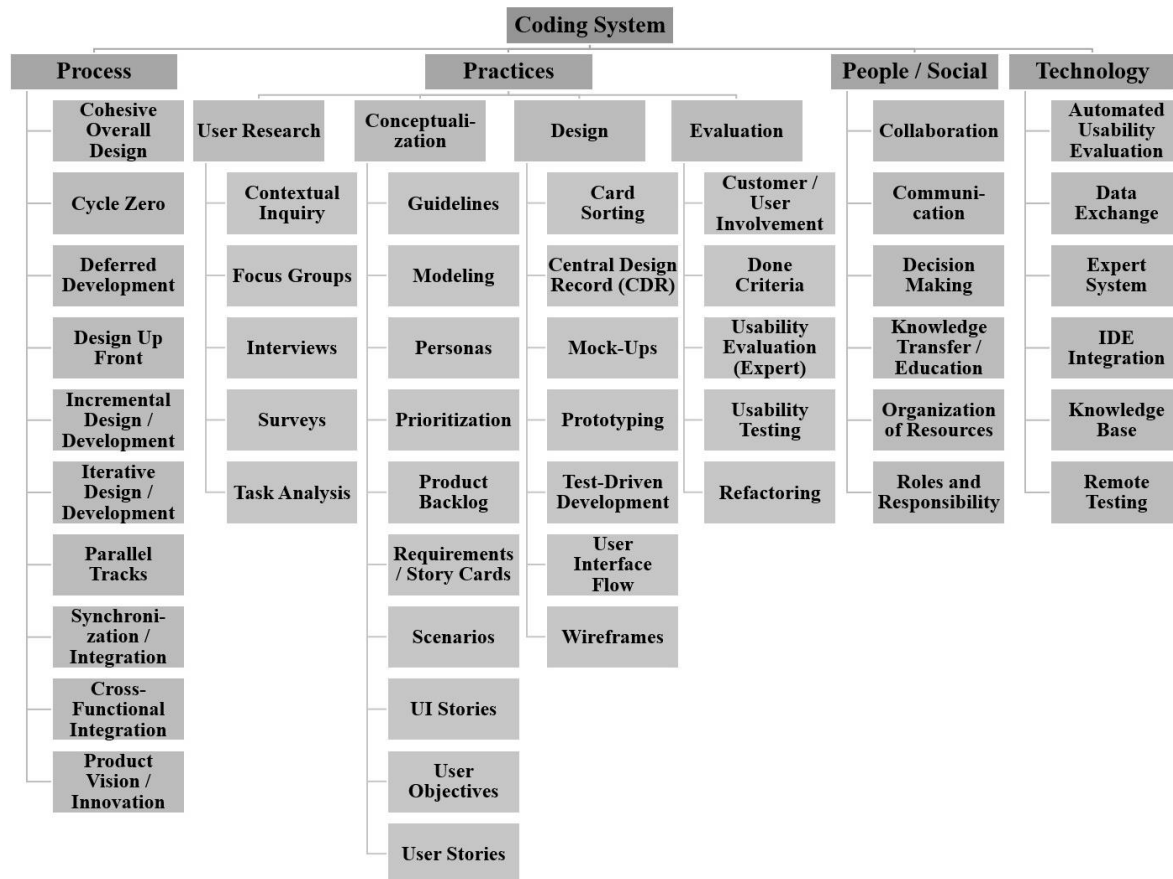 Coding System
Process
Practices
People / Social
Technology
Cohesive
Overall
Design
Cycle Zero
Deferred
Development
Design Up
Front
Incremental
Design /
Development
Iterative
Design /
Development
Parallel
Tracks
Synchroni-
zation /
Integration
Cross-
Functional
Integration
Product
Vision /
Innovation
User Research
Contextual
Inquiry
Focus Groups
Interviews
Surveys
Task Analysis
Conceptuali-
zation
Guidelines
Modeling
Personas
Prioritization
Product
Backlog
Requirements
/ Story Cards
Scenarios
UI Stories
User
Objectives
User Stories
Design
Card
Sorting
Central Design
Record (CDR)
Mock-Ups
Prototyping
Test-Driven
Development
User
Interface
Flow
Wireframes
Evaluation
Customer /
User
Involvement
Done
Criteria
Usability
Evaluation
(Expert)
Usability
Testing
Refactoring
Collaboration
Communi-
cation
Decision
Making
Knowledge
Transfer /
Education
Organization
of Resources
Roles and
Responsibility
Automated
Usability
Evaluation
Data
Exchange
Expert
System
IDE
Integration
Knowledge
Base
Remote
Testing